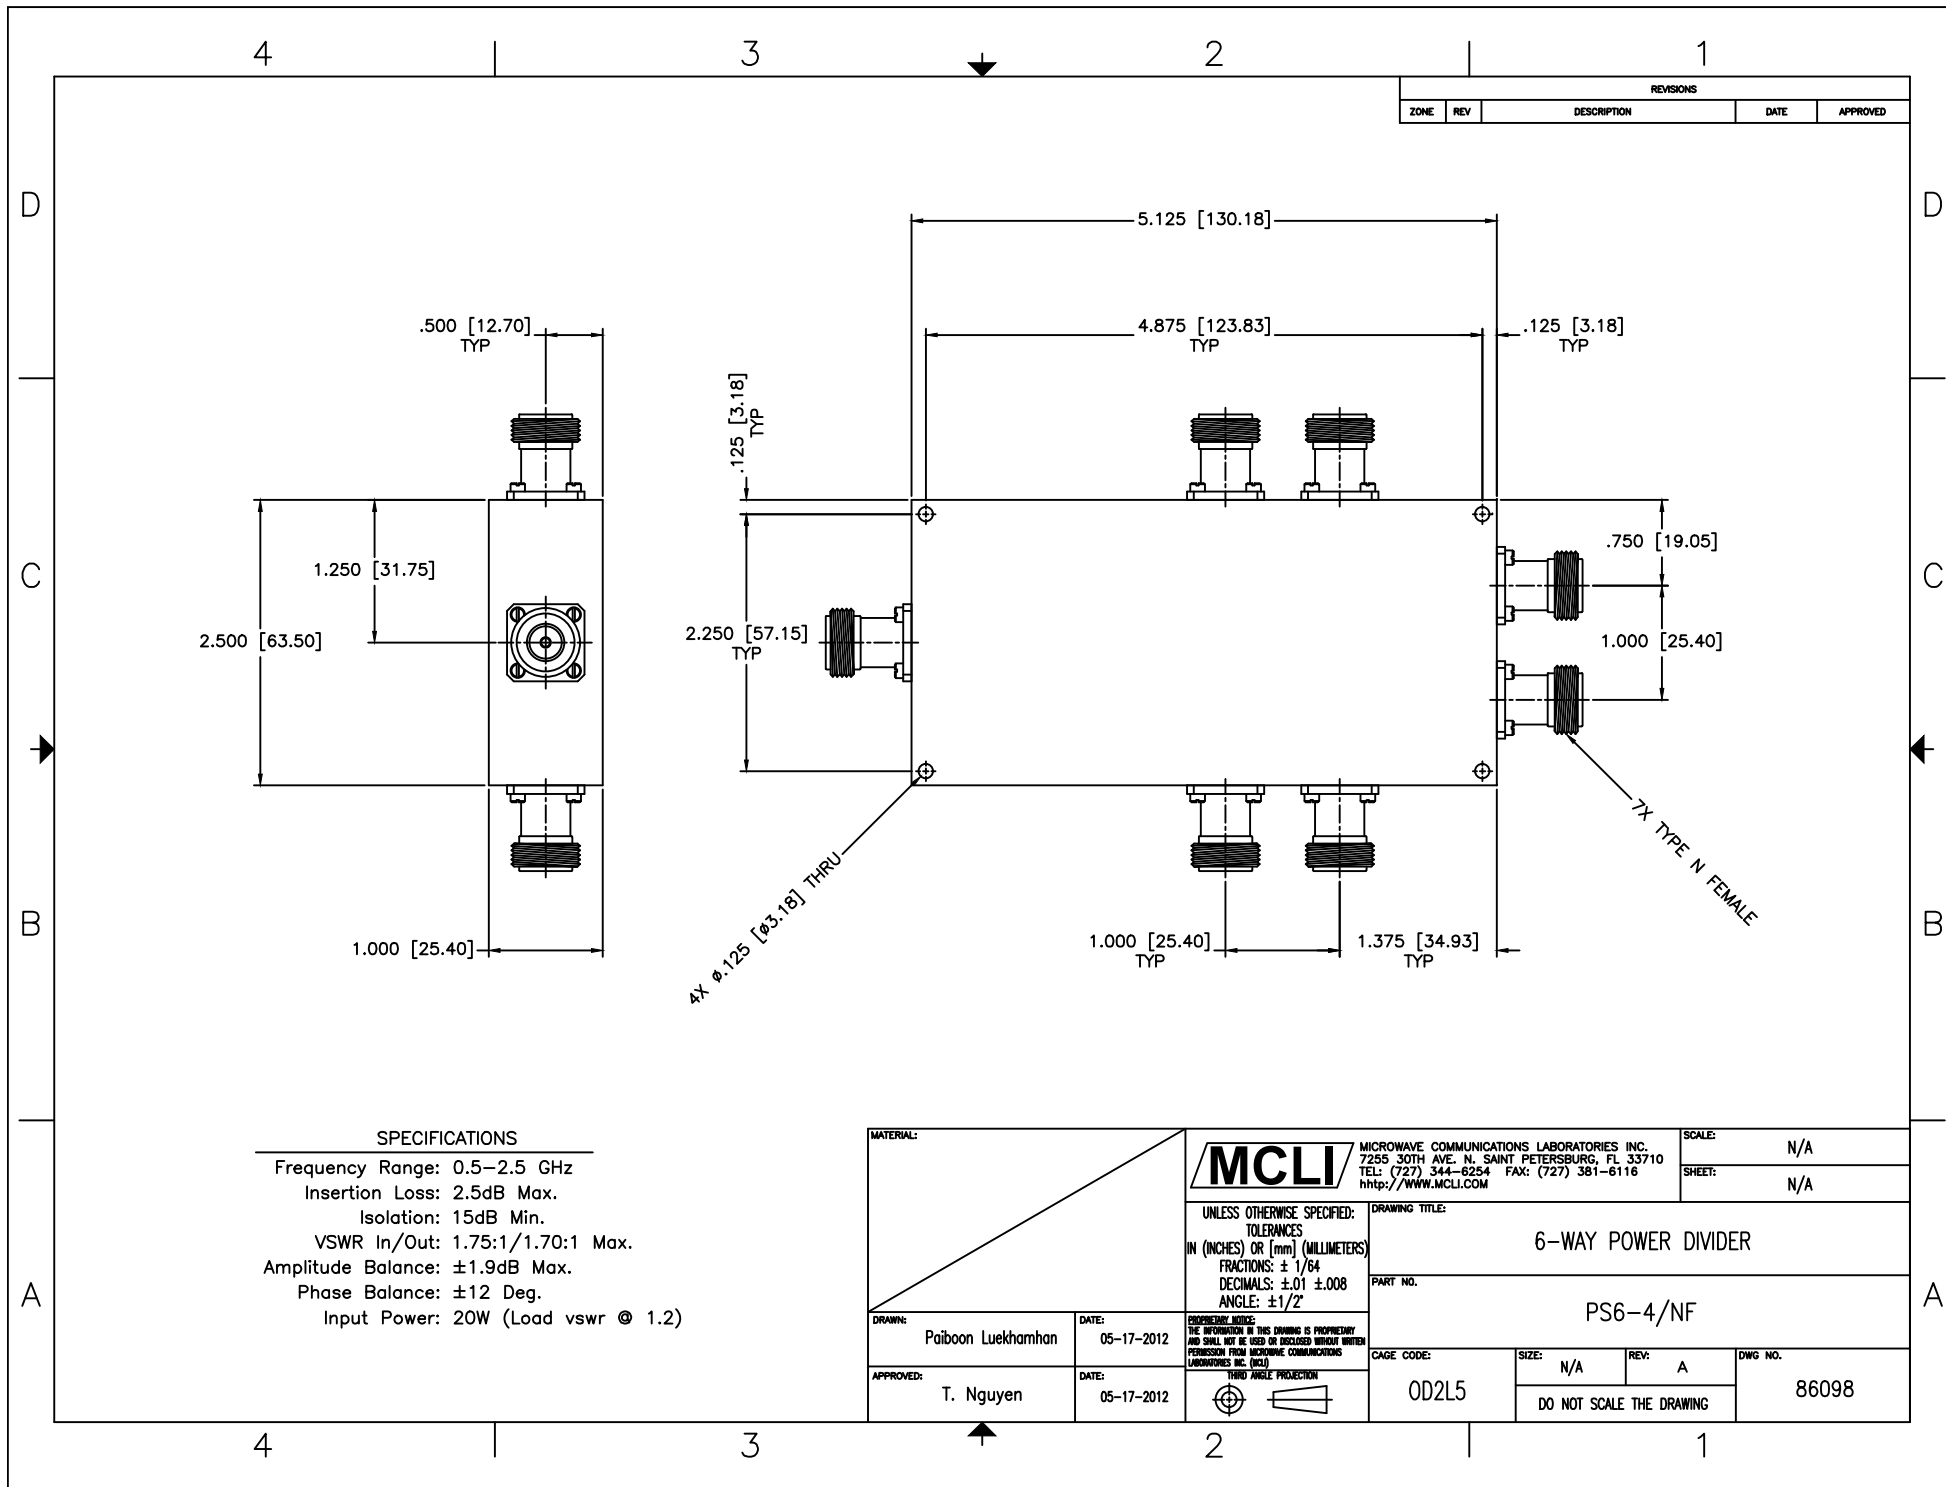 4 3 2 1
REVISIONS
ZONE REV DESCRIPTION DATE APPROVED
D D
5.125 [130.18]
.500 [12.70]
TYP
4.875 [123.83]
TYP
.125 [3.18]
TYP
.125 [3.18]
TYP
.750 [19.05]
C C
1.250 [31.75]
2.500 [63.50]
2.250 [57.15]
TYP
1.000 [25.40]
7X TYPE N FEMALE
4X ø.125 [ø3.18] THRU
B B
1.000 [25.40]
1.000 [25.40]
TYP
1.375 [34.93]
TYP
SPECIFICATIONS
Frequency Range: 0.5-2.5 GHz
Insertion Loss: 2.5dB Max.
Isolation: 15dB Min.
VSWR In/Out: 1.75:1/1.70:1 Max.
Amplitude Balance: ±1.9dB Max.
Phase Balance: ±12 Deg.
Input Power: 20W (Load vswr @ 1.2)
A A
MATERIAL:
MCLI
MICROWAVE COMMUNICATIONS LABORATORIES INC.
7255 30TH AVE. N. SAINT PETERSBURG, FL 33710
TEL: (727) 344-6254 FAX: (727) 381-6116
hhtp://WWW.MCLI.COM
SCALE: N/A
SHEET: N/A
UNLESS OTHERWISE SPECIFIED:
TOLERANCES
IN (INCHES) OR [mm] (MILLIMETERS)
FRACTIONS: ± 1/64
DECIMALS: ±.01 ±.008
ANGLE: ±1/2°
DRAWING TITLE:
6-WAY POWER DIVIDER
PART NO.
PS6-4/NF
DRAWN: Paiboon Luekhamhan
DATE: 05-17-2012
PROPRIETARY NOTICE:
THE INFORMATION IN THIS DRAWING IS PROPRIETARY
AND SHALL NOT BE USED OR DISCLOSED WITHOUT WRITTEN
PERMISSION FROM MICROWAVE COMMUNICATIONS
LABORATORIES INC. (MCLI)
APPROVED: T. Nguyen
DATE: 05-17-2012
THIRD ANGLE PROJECTION
CAGE CODE:
0D2L5
SIZE: N/A
REV: A
DO NOT SCALE THE DRAWING
DWG NO.
86098
4 3 2 1